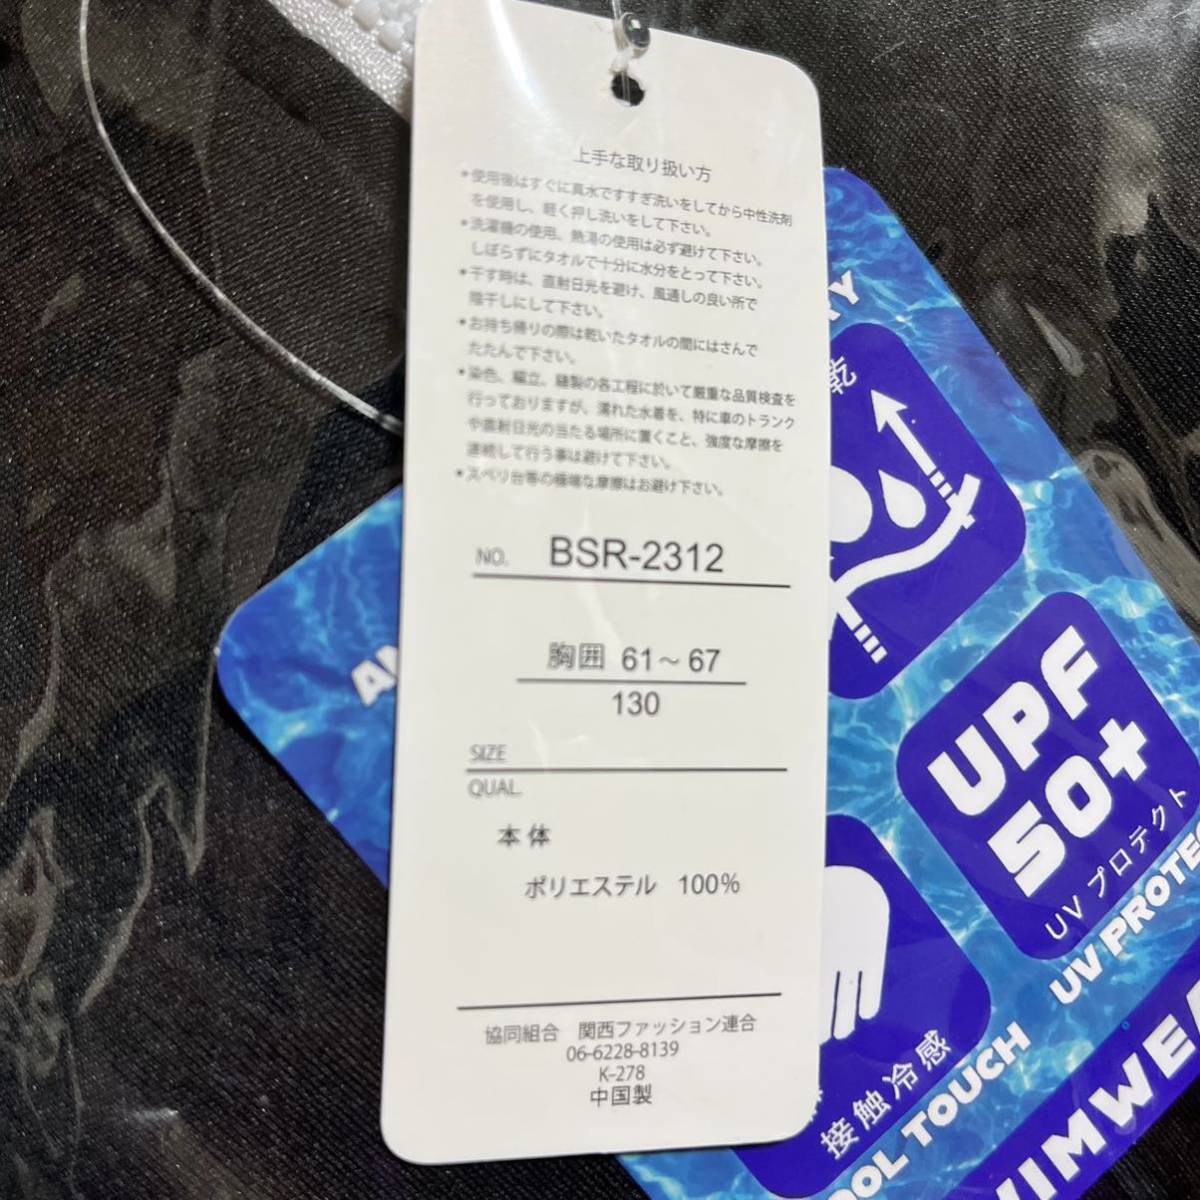 上手な取り扱い方
*使用後はすぐに真水ですすぎ洗いをしてから中性洗剤
を使用し、軽く押し洗いをして下さい。
*洗濯機の使用、熱湯の使用は必ず避けて下さい。
しぼらずにタオルで十分に水分をとって下さい。
*干す時は、直射日光を避け、風通しの良い所で
陰干しにして下さい。
*お持ち帰りの際は乾いたタオルの間にはさんで
たたんで下さい。
*染色、編立、縫製の各工程に於いて厳重な品質検査を
行っておりますが、濡れた水着を、特に車のトランク
や直射日光の当たる場所に置くこと、強度な摩擦を
連続して行う事は避けて下さい。
*スベリ台等の極端な摩擦はお避け下さい。
NO. BSR-2312
胸囲 61～67
130
SIZE
QUAL.
本体
ポリエステル 100%
協同組合 関西ファッション連合
06-6228-8139
K-278
中国製
RY
乾
UPF
50+
UVプロテクト
UV PROTE
接触冷感
OOL TOUCH
IMWEA